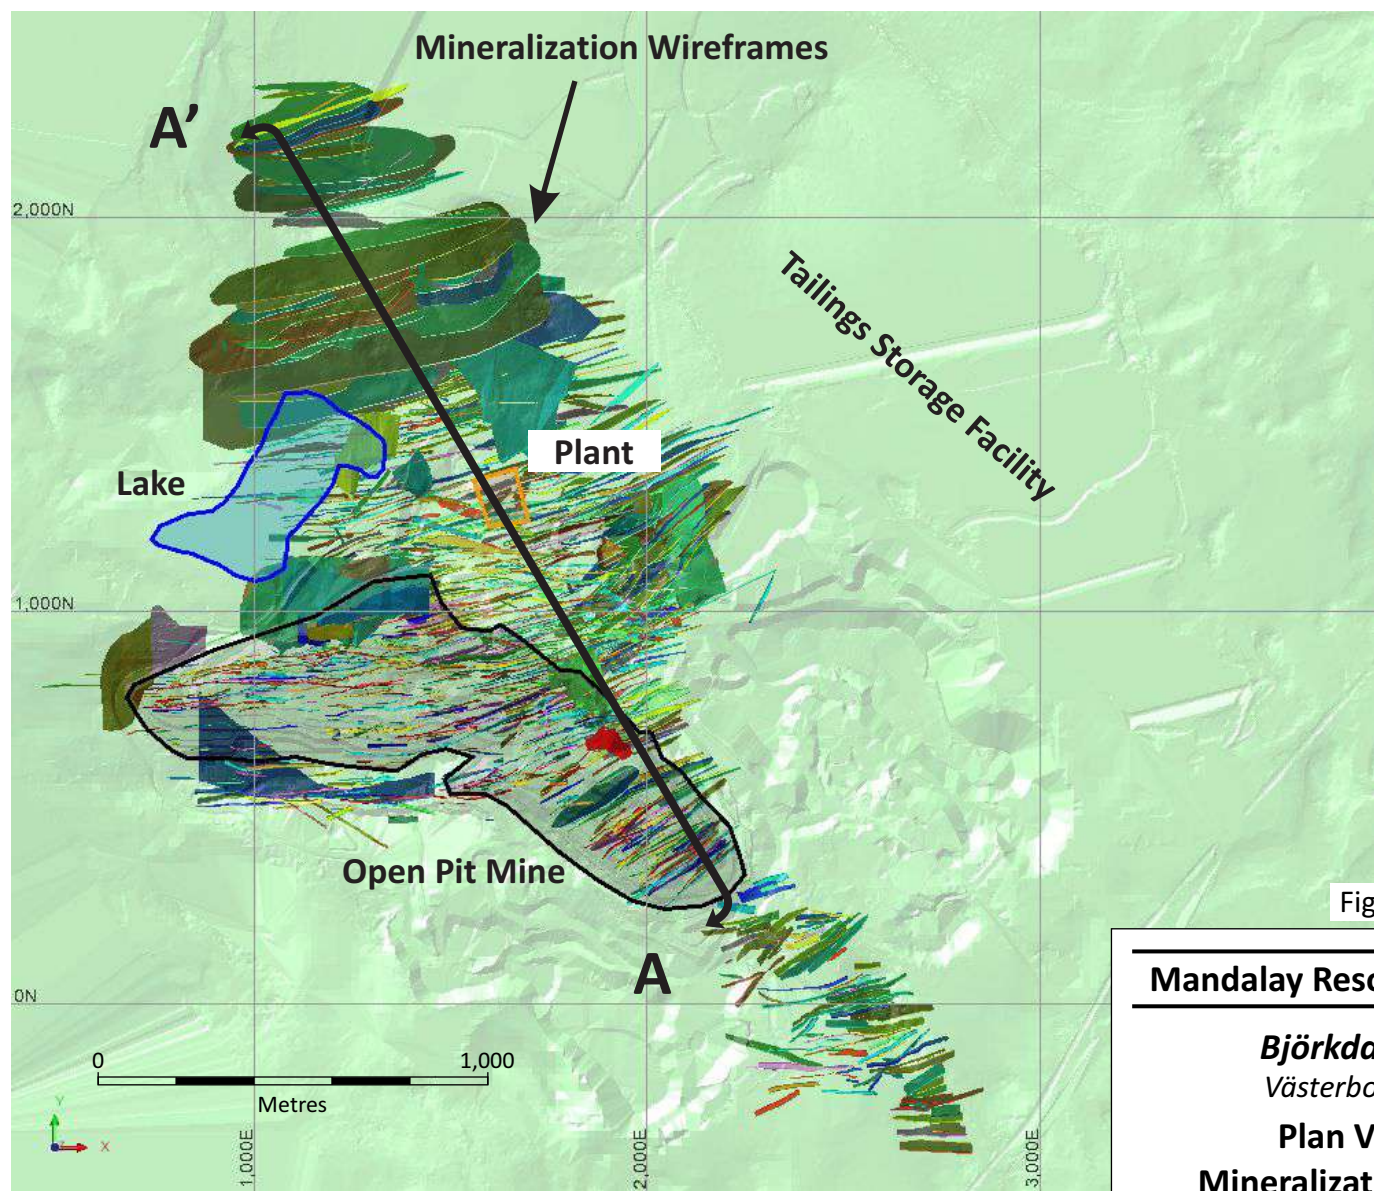 Mineralization Wireframes
A’
2,000N
Tailings Storage Facility
Plant
Lake
1,000N
Open Pit Mine
Fig
A
Mandalay Reso
0N
Björkda
0 1,000
Västerbo
Metres
Y
X
Plan V
1,000E
2,000E
3,000E
Mineralizat